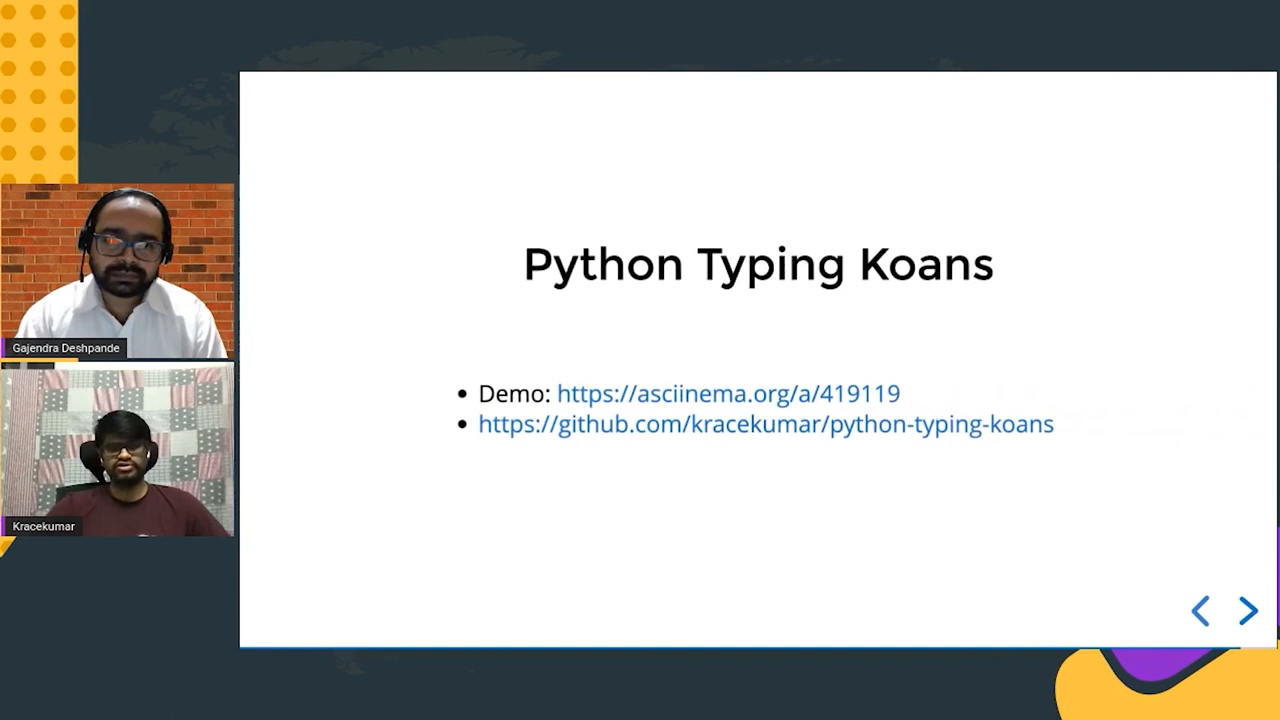 Python Typing Koans
Demo: https://asciinema.org/a/419119
https://github.com/kracekumar/python-typing-koans
Gajendra Deshpande
Kracekumar